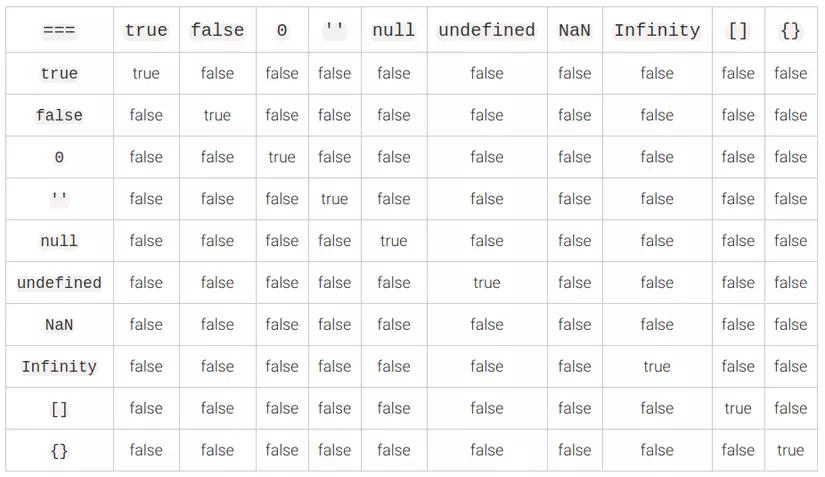 === true false 0 '' null undefined NaN Infinity [] {}
true true false false false false false false false false false
false false true false false false false false false false false
0 false false true false false false false false false false
'' false false false true false false false false false false
null false false false false true false false false false false
undefined false false false false false true false false false false
NaN false false false false false false false false false false
Infinity false false false false false false false true false false
[] false false false false false false false false true false
{} false false false false false false false false false true